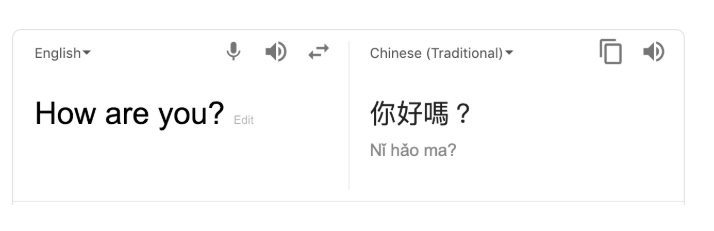 English
Chinese (Traditional)
How are you? Edit
你好嗎？
Nǐ hǎo ma?